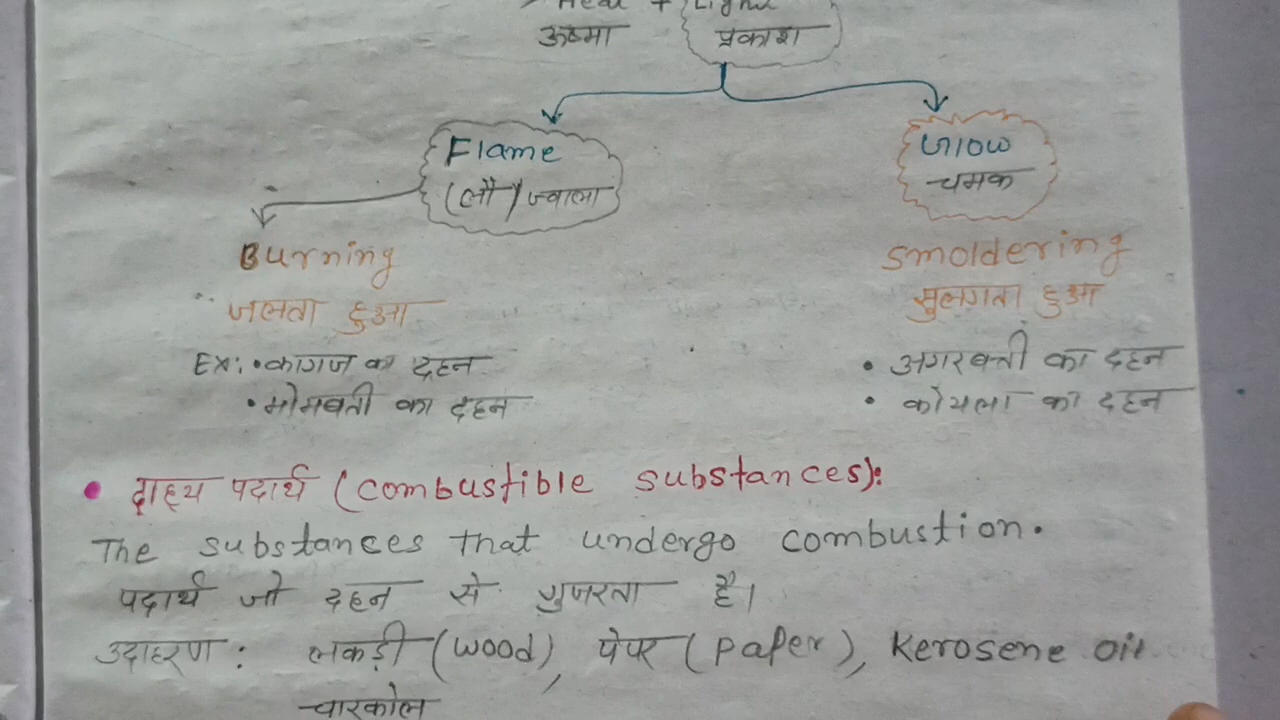 Heat + Light
ऊष्मा प्रकाश
Flame Glow
(लौ) ज्वाला चमक
Burning Smoldering
जलता हुआ सुलगता हुआ
Ex: • कागज का दहन • अगरबत्ती का दहन
• मोमबती का दहन • कोयला का दहन
• दाह्य पदार्थ (combustible substances):
The substances that undergo combustion.
पदार्थ जो दहन से गुजरता है।
उदाहरण: लकड़ी (wood), पेपर (paper), Kerosene oil
चारकोल